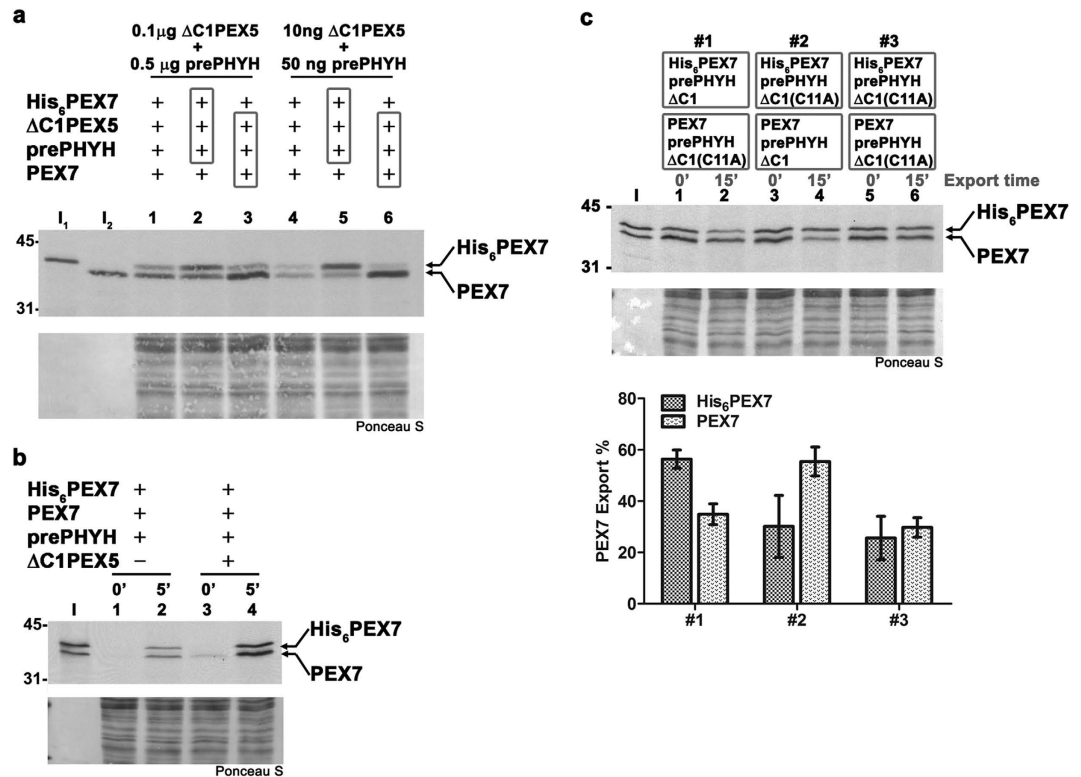 a
0.1μg ΔC1PEX5 + 0.5 μg prePHYH
10ng ΔC1PEX5 + 50 ng prePHYH
His₆PEX7 + + + + + +
ΔC1PEX5 + + + + + +
prePHYH + + + + + +
PEX7 + + + + + +
I₁ I₂ 1 2 3 4 5 6
45-
His₆PEX7
PEX7
31-
Ponceau S
b
His₆PEX7 + +
PEX7 + +
prePHYH + +
ΔC1PEX5 – +
0’ 5’ 0’ 5’
I 1 2 3 4
45-
His₆PEX7
PEX7
31-
Ponceau S
c
#1 #2 #3
His₆PEX7 His₆PEX7 His₆PEX7
prePHYH prePHYH prePHYH
ΔC1 ΔC1(C11A) ΔC1(C11A)
PEX7 PEX7 PEX7
prePHYH prePHYH prePHYH
ΔC1(C11A) ΔC1 ΔC1(C11A)
0’ 15’ 0’ 15’ 0’ 15’ Export time
I 1 2 3 4 5 6
45-
His₆PEX7
PEX7
31-
Ponceau S
His₆PEX7
PEX7
PEX7 Export %
80
60
40
20
0
#1 #2 #3